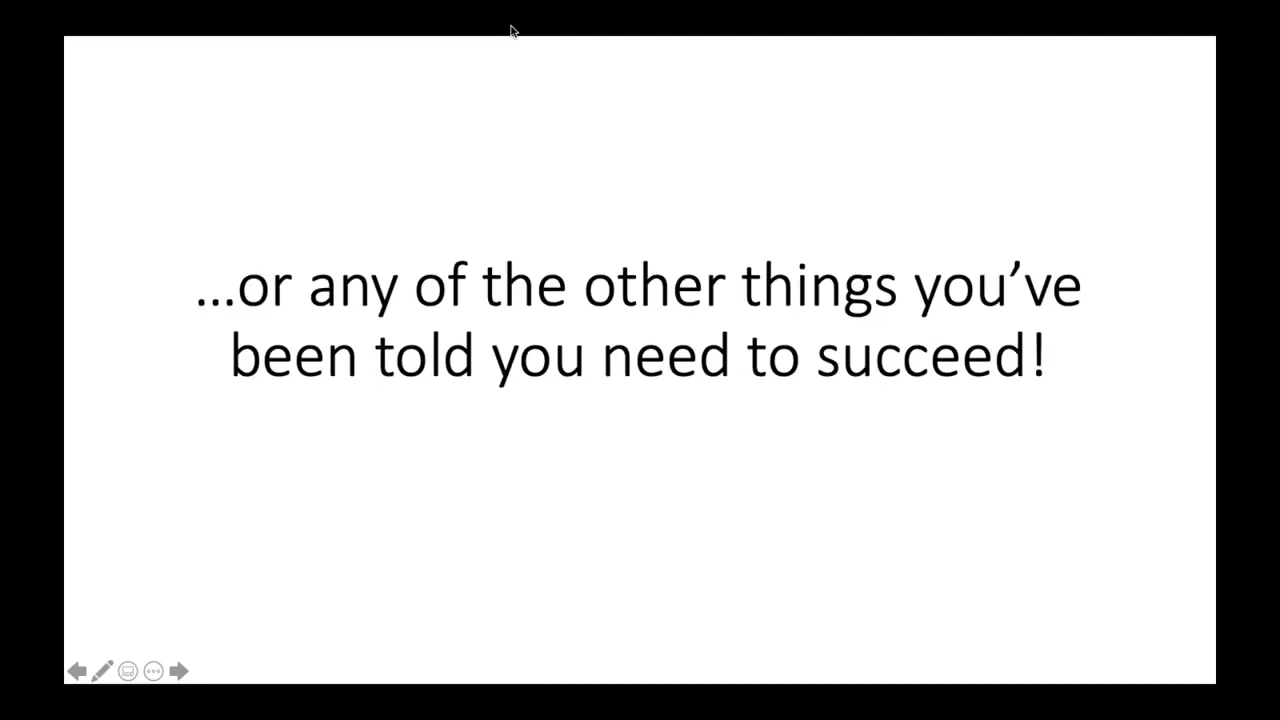 ...or any of the other things you’ve
been told you need to succeed!